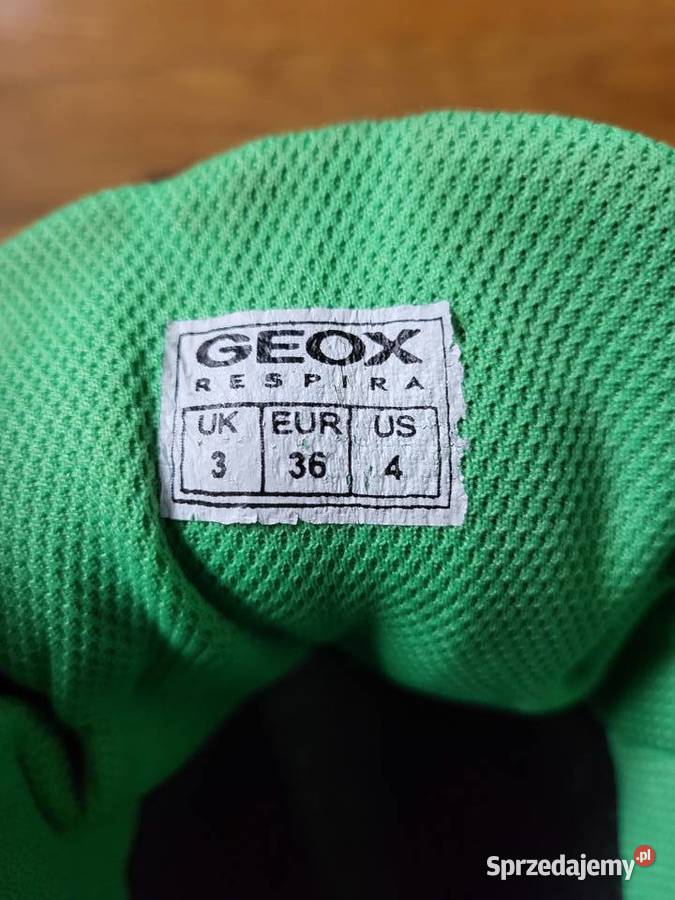 GEOX
RESPIRA
UK EUR US
3 36 4
Sprzedajemy.pl